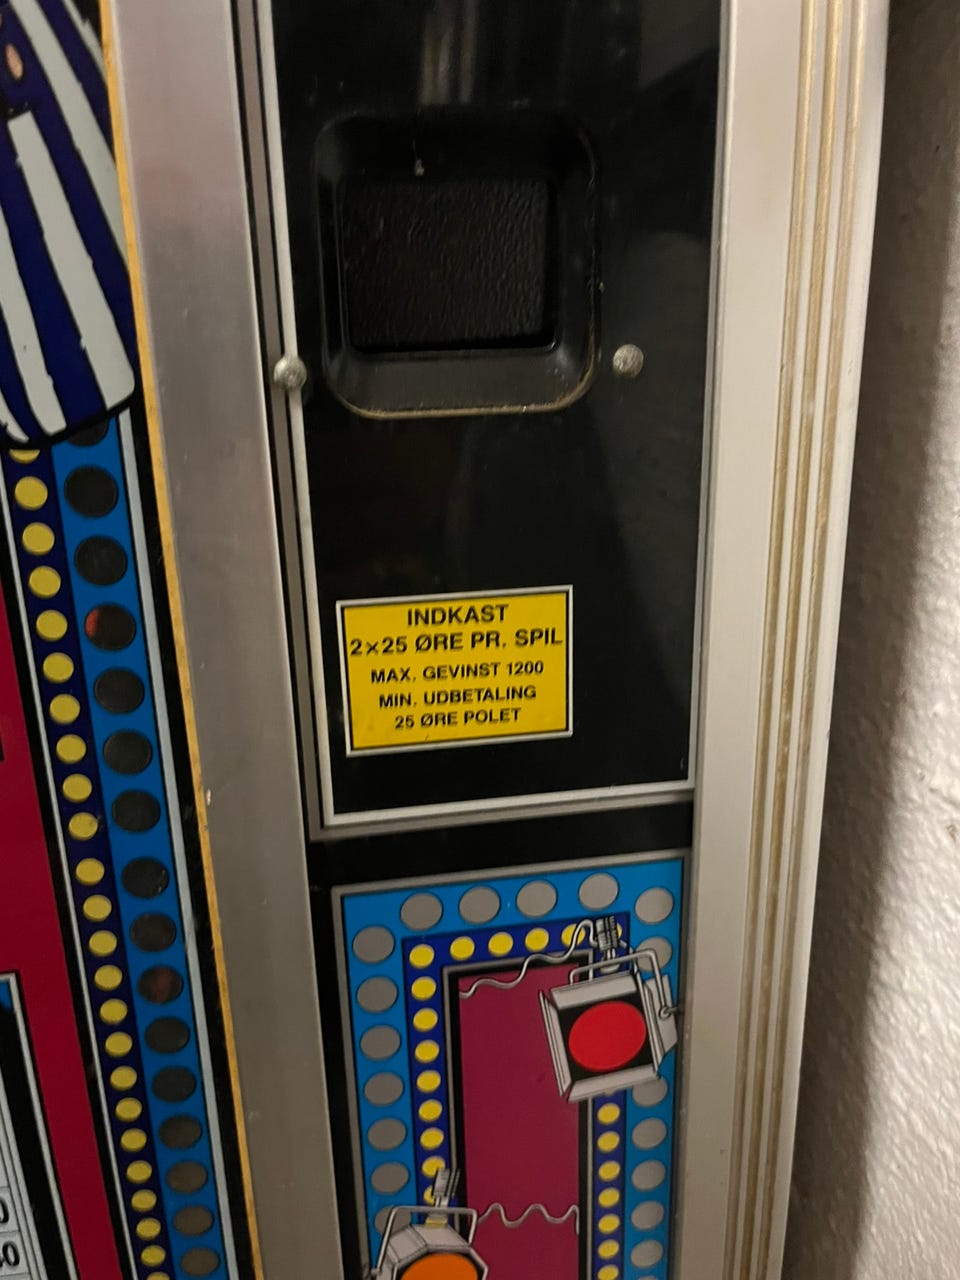 INDKAST
2×25 ØRE PR. SPIL
MAX. GEVINST 1200
MIN. UDBETALING
25 ØRE POLET